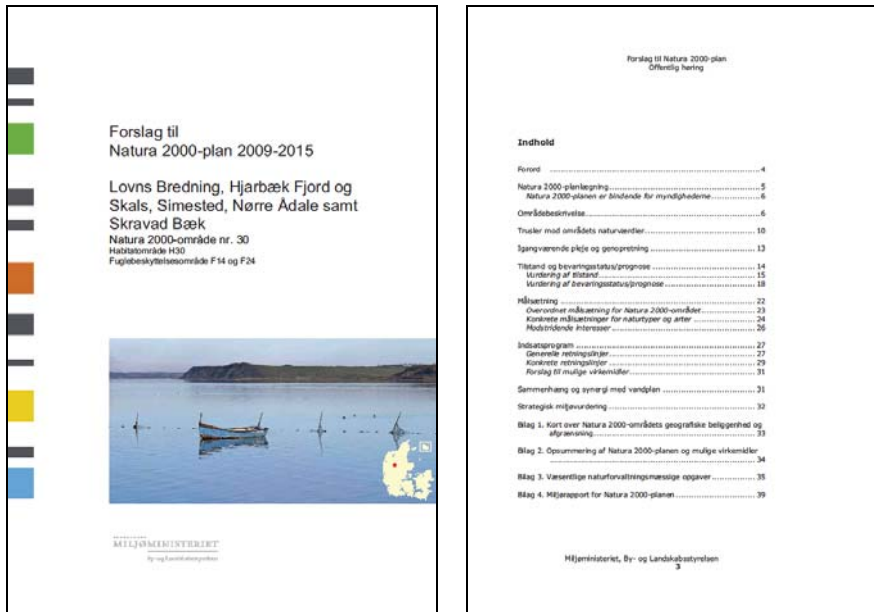 Forslag til
Natura 2000-plan 2009-2015
Lovns Bredning, Hjarbæk Fjord og
Skals, Simested, Nørre Ådale samt
Skravad Bæk
Natura 2000-område nr. 30
Habitatområde H30
Fuglebeskyttelsesområde F14 og F24
MILJØMINISTERIET
By- og Landskabsstyrelsen
Forslag til Natura 2000-plan
Offentlig høring
Indhold
Forord ................................ 4
Natura 2000-planlægning ................................ 5
Natura 2000-planen er bindende for myndighederne ................................ 6
Områdebeskrivelse ................................ 6
Trusler mod områdets naturværdier ................................ 10
Igangværende pleje og genopretning ................................ 13
Tilstand og bevaringsstatus/prognose ................................ 14
Vurdering af tilstand ................................ 15
Vurdering af bevaringsstatus/prognose ................................ 18
Målsætning ................................ 22
Overordnet målsætning for Natura 2000-området ................................ 23
Konkrete målsætninger for naturtyper og arter ................................ 24
Modstridende interesser ................................ 26
Indsatsprogram ................................ 27
Generelle retningslinjer ................................ 27
Konkrete retningslinjer ................................ 29
Forslag til mulige virkemidler ................................ 31
Sammenhæng og synergi med vandplan ................................ 31
Strategisk miljøvurdering ................................ 32
Bilag 1. Kort over Natura 2000-områdets geografiske beliggenhed og
afgrænsning ................................ 33
Bilag 2. Opsummering af Natura 2000-planen og mulige virkemidler
................................ 34
Bilag 3. Væsentlige naturforvaltningsmæssige opgaver ................................ 35
Bilag 4. Miljørapport for Natura 2000-planen ................................ 39
Miljøministeriet, By- og Landskabsstyrelsen
3